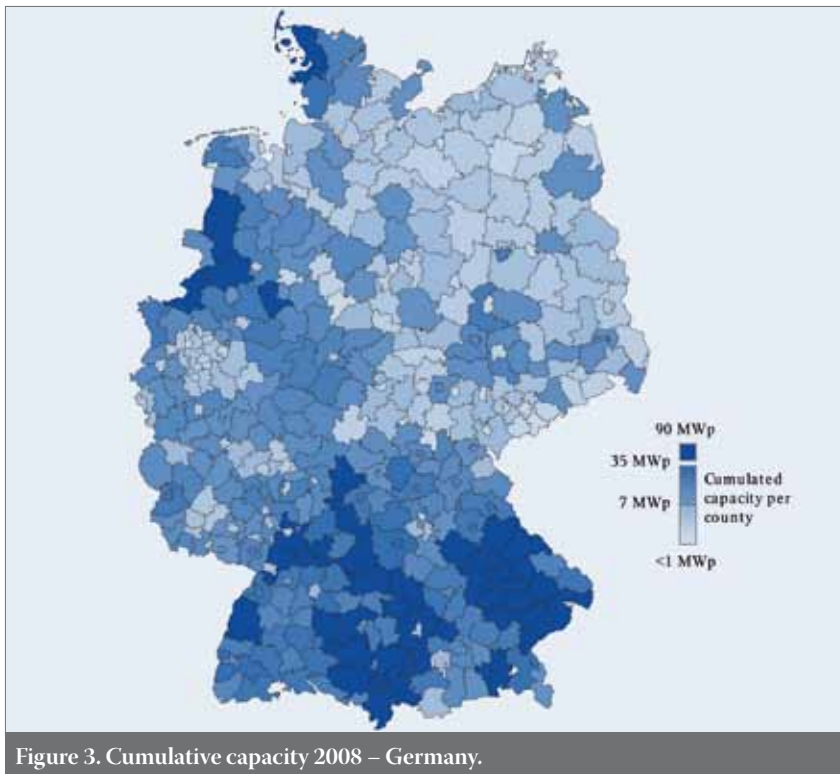 90 MWp
35 MWp
Cumulated
capacity per
county
7 MWp
<1 MWp
Figure 3. Cumulative capacity 2008 – Germany.